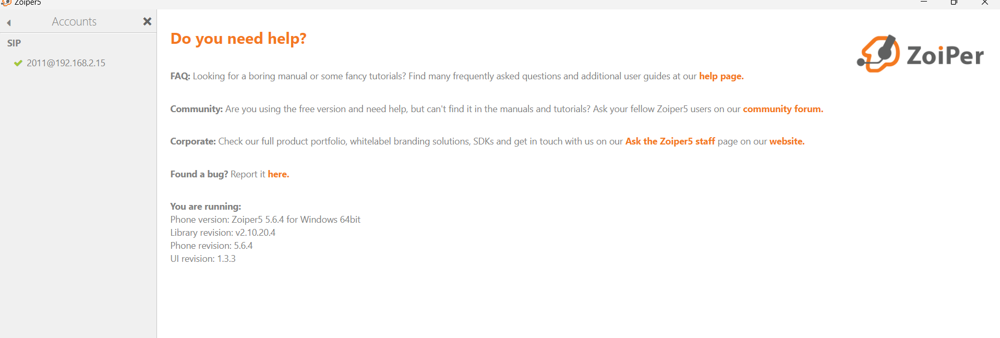 Zoiper5
Accounts
SIP
2011@192.168.2.15
Do you need help?
ZoiPer
FAQ: Looking for a boring manual or some fancy tutorials? Find many frequently asked questions and additional user guides at our help page.
Community: Are you using the free version and need help, but can't find it in the manuals and tutorials? Ask your fellow Zoiper5 users on our community forum.
Corporate: Check our full product portfolio, whitelabel branding solutions, SDKs and get in touch with us on our Ask the Zoiper5 staff page on our website.
Found a bug? Report it here.
You are running:
Phone version: Zoiper5 5.6.4 for Windows 64bit
Library revision: v2.10.20.4
Phone revision: 5.6.4
UI revision: 1.3.3